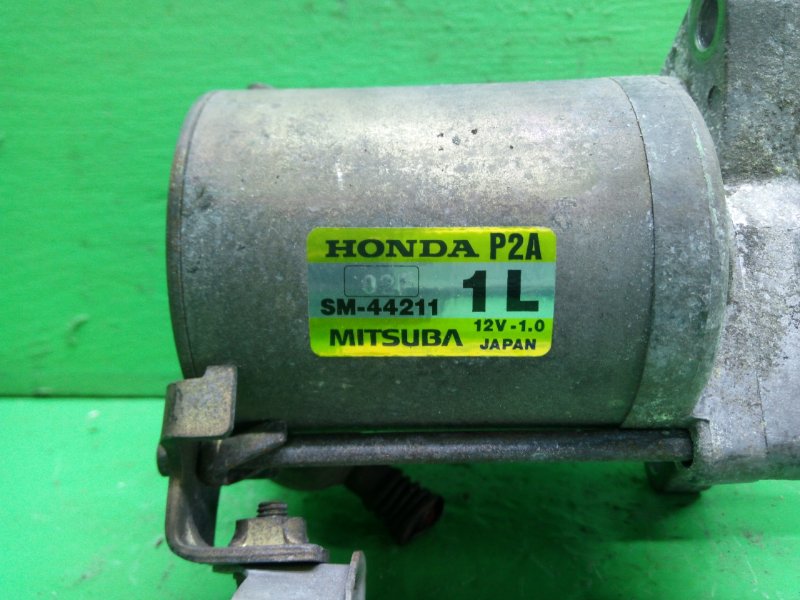 HONDA P2A
SM-44211 1L
MITSUBA 12V-1.0
JAPAN